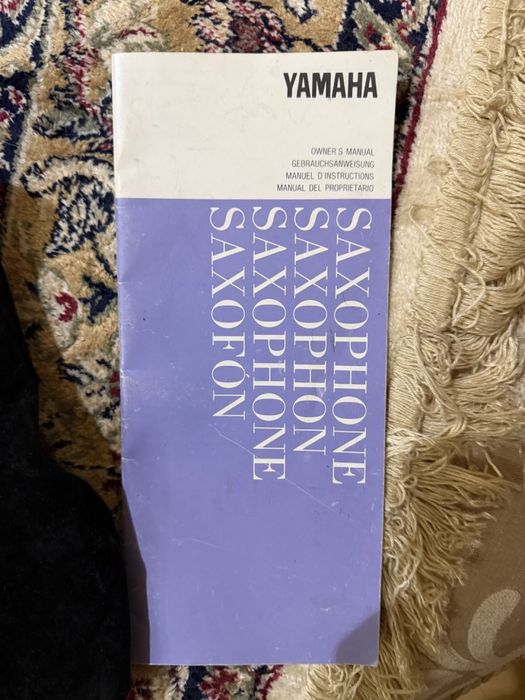 YAMAHA
OWNER'S MANUAL
GEBRAUCHSANWEISUNG
MANUEL D'INSTRUCTIONS
MANUAL DEL PROPRIETARIO
SAXOPHONE
SAXOPHON
SAXOPHONE
SAXOFÓN